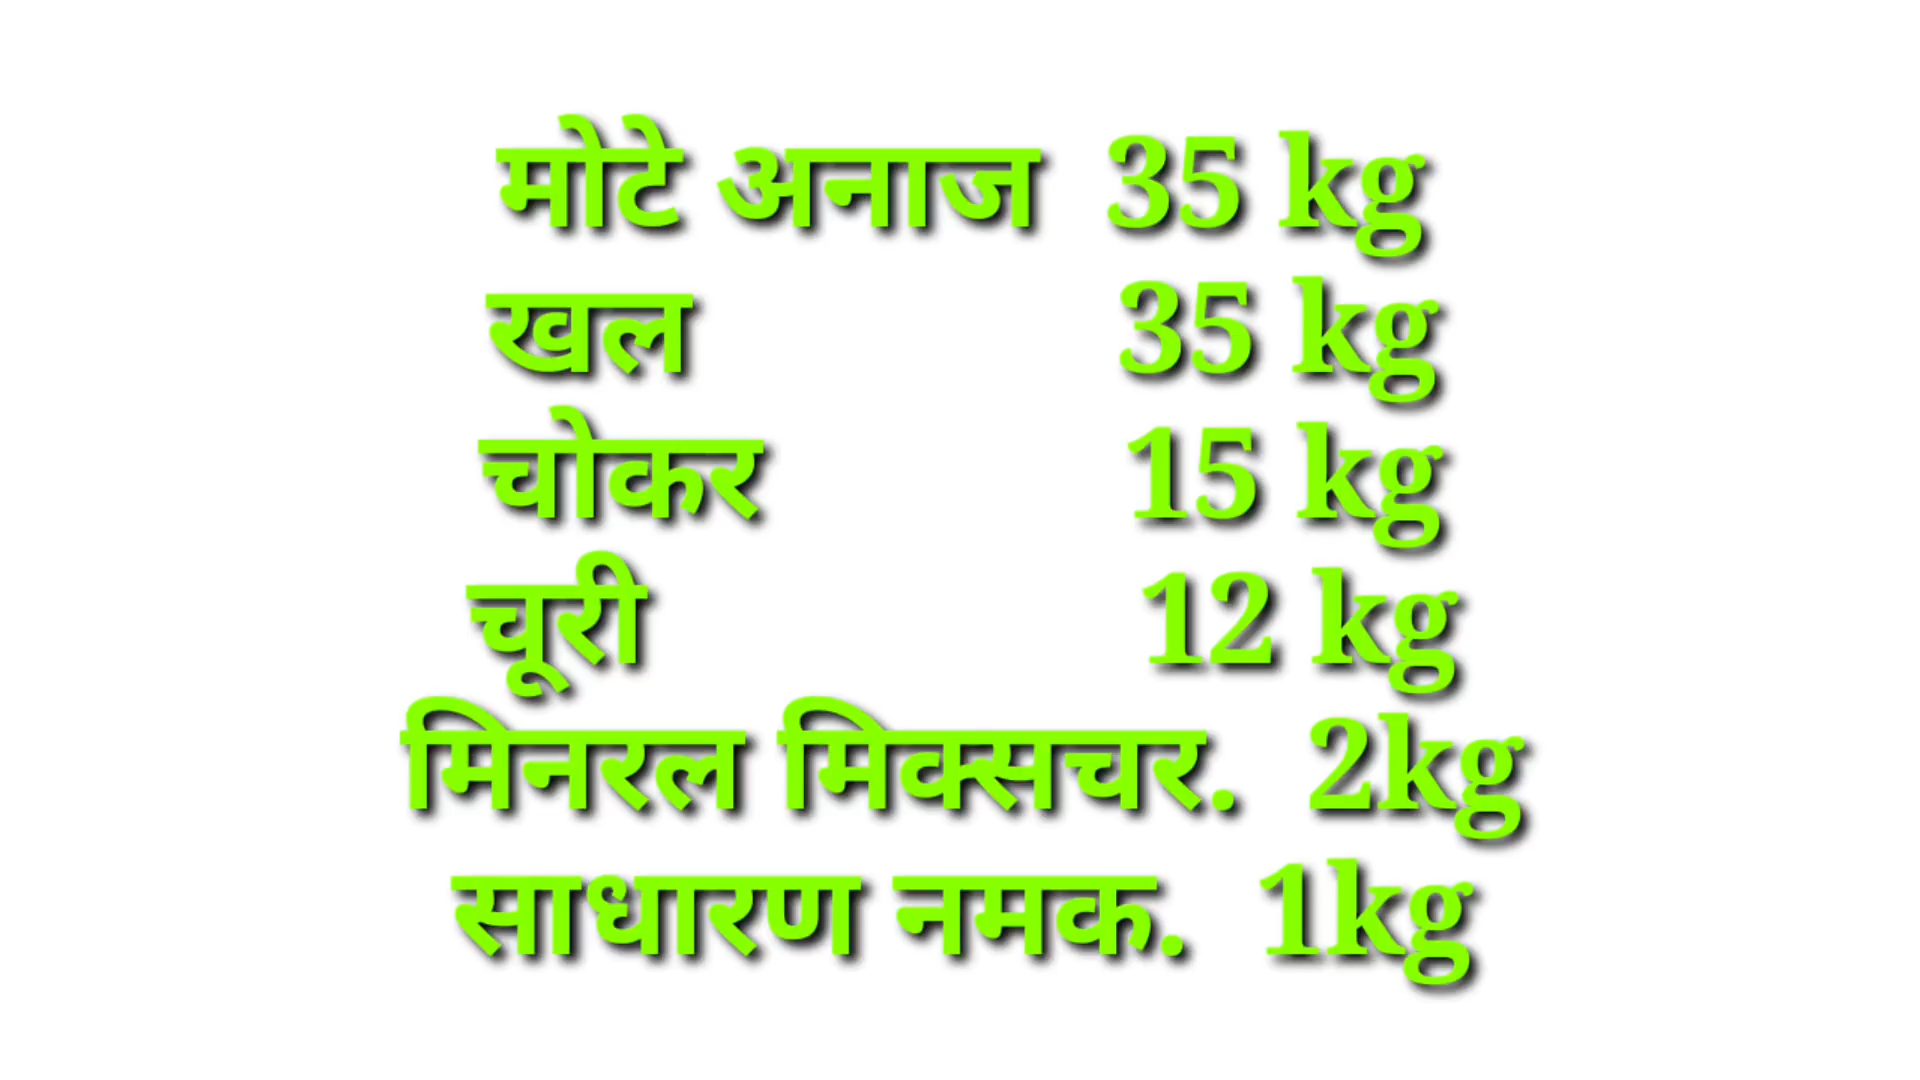 मोटे अनाज 35 kg
खल 35 kg
चोकर 15 kg
चूरी 12 kg
मिनरल मिक्सचर. 2kg
साधारण नमक. 1kg